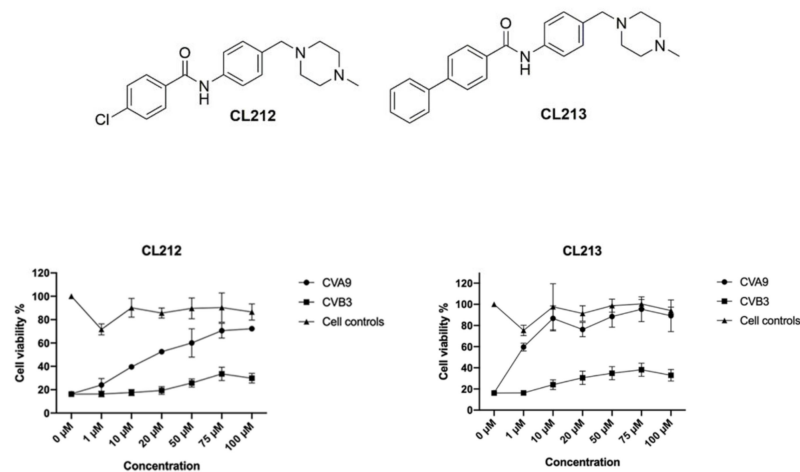 O
N
H
Cl
N
N
CL212
O
N
H
N
N
CL213
CL212
Cell viability %
120
100
80
60
40
20
0
0 µM
1 µM
10 µM
20 µM
50 µM
75 µM
100 µM
Concentration
CVA9
CVB3
Cell controls
CL213
Cell viability %
120
100
80
60
40
20
0
0 µM
1 µM
10 µM
20 µM
50 µM
75 µM
100 µM
Concentration
CVA9
CVB3
Cell controls